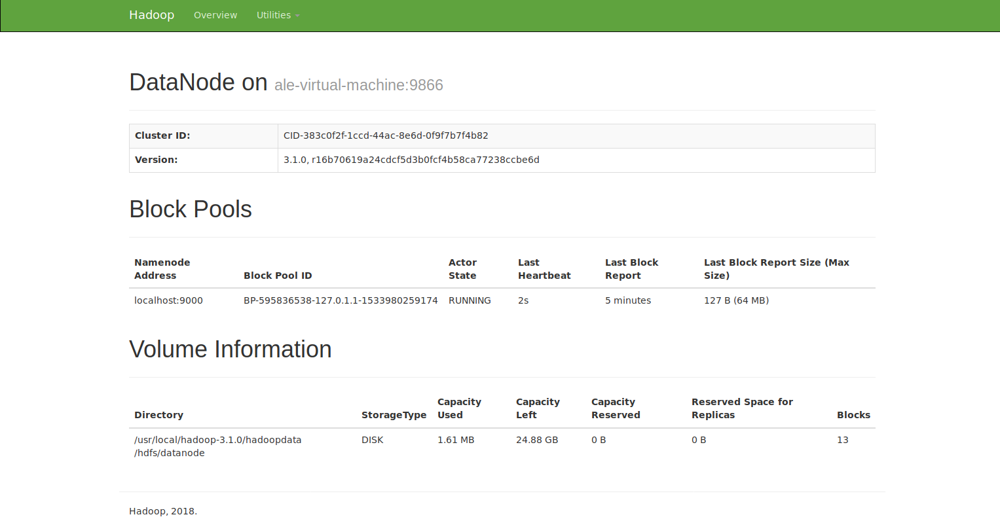 Hadoop Overview Utilities
DataNode on ale-virtual-machine:9866
Cluster ID: CID-383c0f2f-1ccd-44ac-8e6d-0f9f7b7f4b82
Version: 3.1.0, r16b70619a24cdcf5d3b0fcf4b58ca77238ccbe6d
Block Pools
Namenode Address Block Pool ID Actor State Last Heartbeat Last Block Report Last Block Report Size (Max Size)
localhost:9000 BP-595836538-127.0.1.1-1533980259174 RUNNING 2s 5 minutes 127 B (64 MB)
Volume Information
Directory StorageType Capacity Used Capacity Left Capacity Reserved Reserved Space for Replicas Blocks
/usr/local/hadoop-3.1.0/hadoopdata DISK 1.61 MB 24.88 GB 0 B 0 B 13
/hdfs/datanode
Hadoop, 2018.